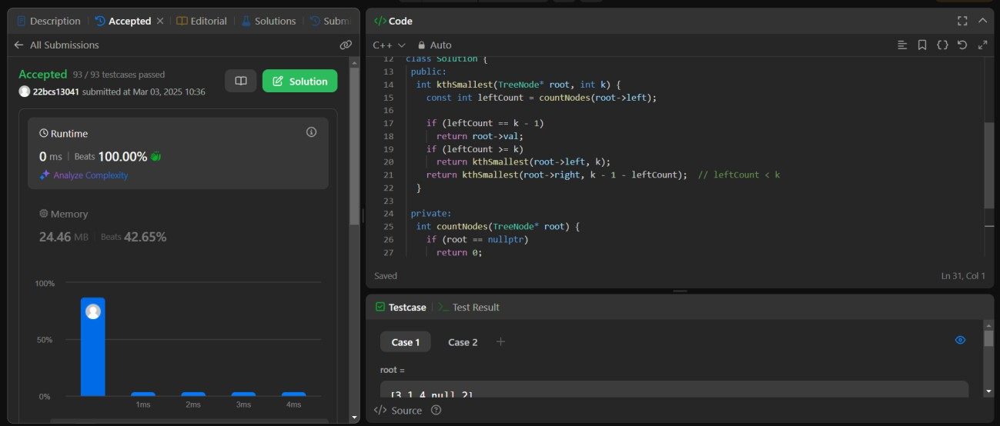 Description
Accepted
Editorial
Solutions
Submi
All Submissions
Accepted 93 / 93 testcases passed
22bcs13041 submitted at Mar 03, 2025 10:36
Solution
Runtime
0 ms | Beats 100.00%
Analyze Complexity
Memory
24.46 MB | Beats 42.65%
100%
50%
0%
1ms 2ms 3ms 4ms
</> Code
C++ Auto
12 class Solution {
13 public:
14 int kthSmallest(TreeNode* root, int k) {
15 const int leftCount = countNodes(root->left);
16
17 if (leftCount == k - 1)
18 return root->val;
19 if (leftCount >= k)
20 return kthSmallest(root->left, k);
21 return kthSmallest(root->right, k - 1 - leftCount);  // leftCount < k
22 }
23
24 private:
25 int countNodes(TreeNode* root) {
26 if (root == nullptr)
27 return 0;
Saved
Ln 31, Col 1
Testcase
Test Result
Case 1 Case 2 +
root =
[3,1,4,null,2]
</> Source